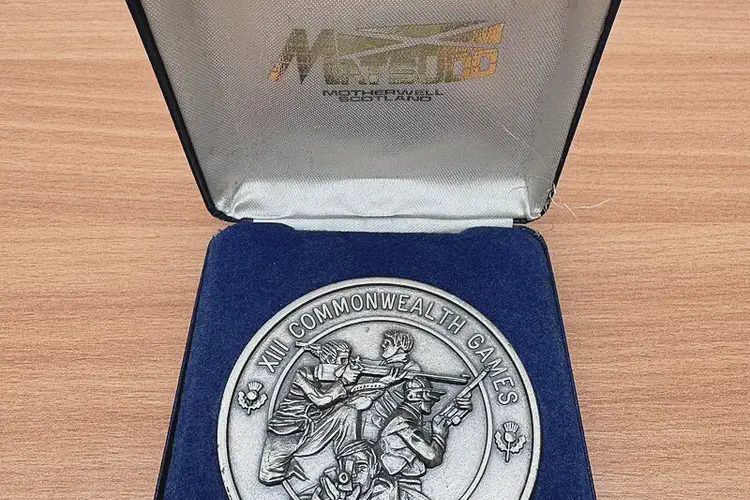 MOTHERWELL
SCOTLAND
XIII COMMONWEALTH GAMES